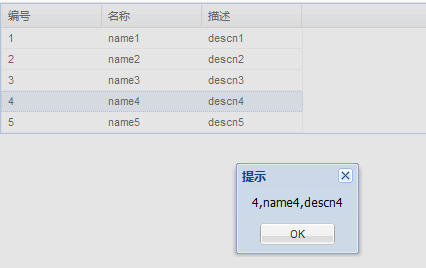 编号 名称 描述
1 name1 descn1
2 name2 descn2
3 name3 descn3
4 name4 descn4
5 name5 descn5
提示
4,name4,descn4
OK